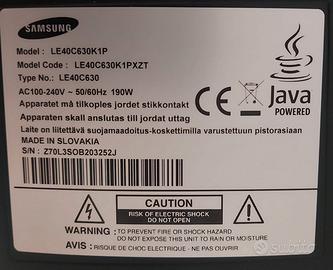 SAMSUNG
Model : LE40C630K1P
Model Code : LE40C630K1PXZT
Type No.: LE40C630
AC100-240V ~ 50/60Hz 190W
Apparatet må tilkoples jordet stikkontakt
Apparaten skall anslutas till jordat uttag
Laite on liitettävä suojamaadoitus-koskettimilla varustettuun pistorasiaan
MADE IN SLOVAKIA
S/N : Z70L3SOB203252J
CE
Java
POWERED
CAUTION
RISK OF ELECTRIC SHOCK
DO NOT OPEN
WARNING : TO PREVENT FIRE OR SHOCK HAZARD
DO NOT EXPOSE THIS UNIT TO RAIN OR MOISTURE
AVIS : RISQUE DE CHOC ELECTRIQUE - NE PAS OUVRIR
subito